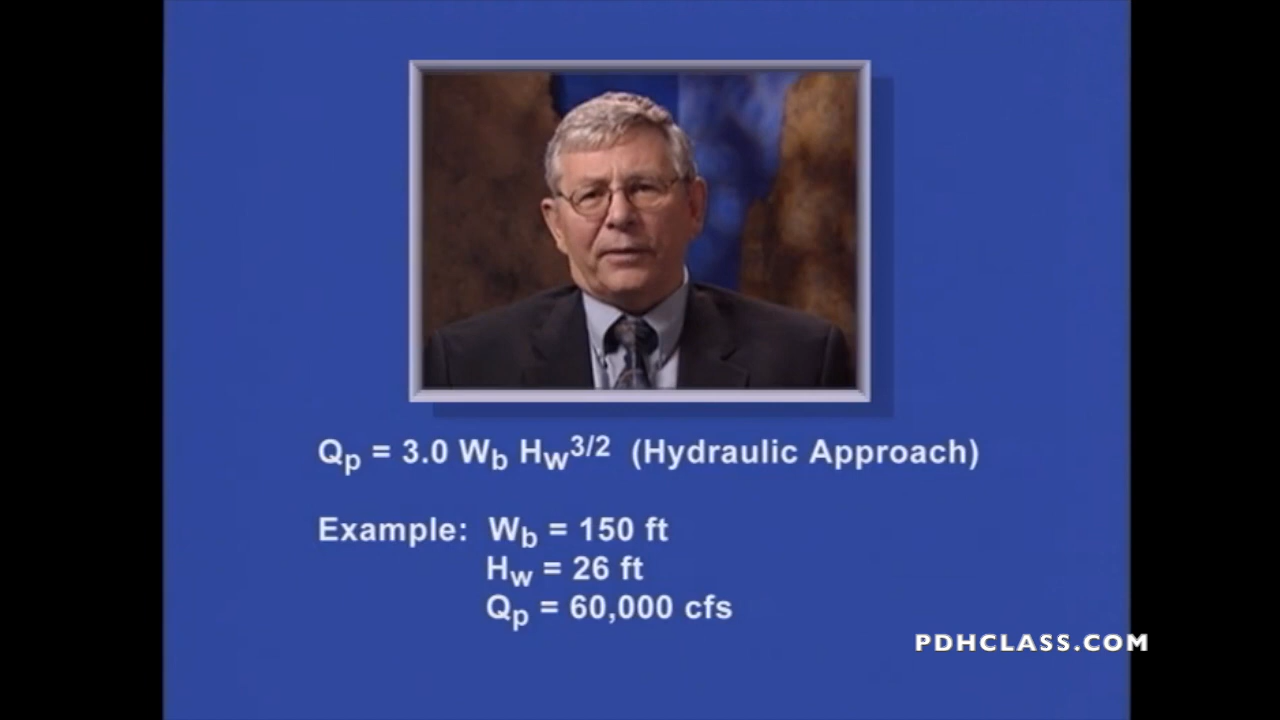 Qp = 3.0 Wb Hw3/2 (Hydraulic Approach)
Example: Wb = 150 ft
Hw = 26 ft
Qp = 60,000 cfs
PDHCLASS.COM